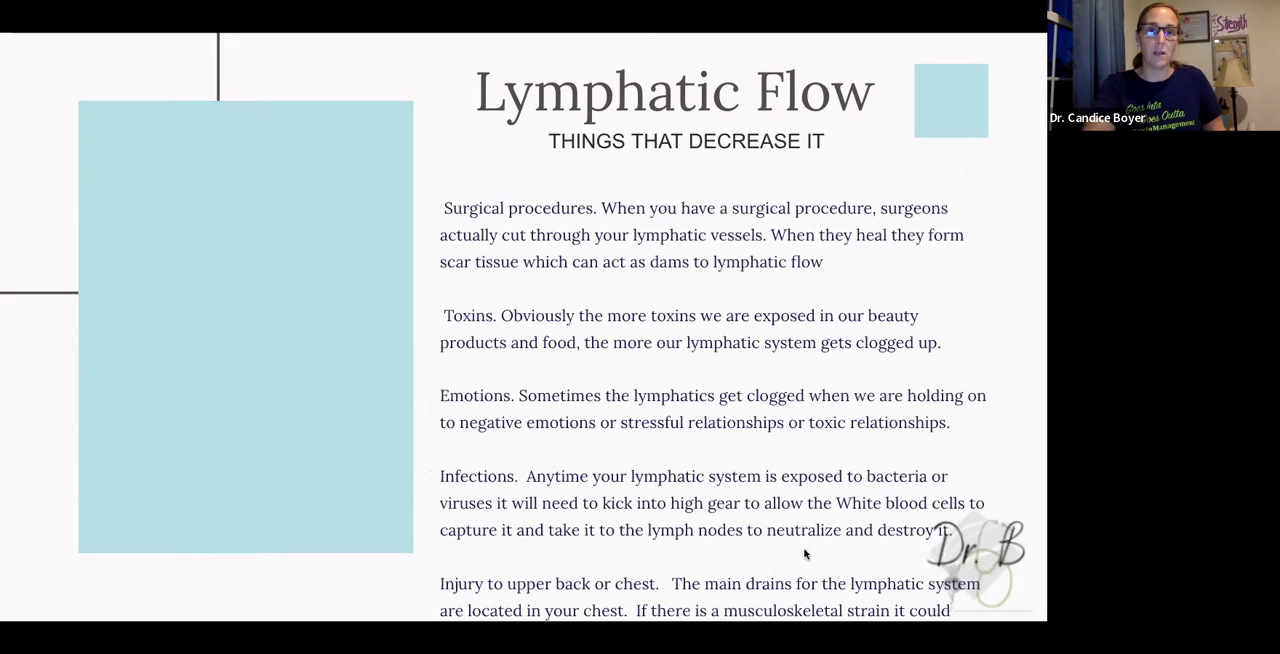 Lymphatic Flow
THINGS THAT DECREASE IT
Surgical procedures. When you have a surgical procedure, surgeons
actually cut through your lymphatic vessels. When they heal they form
scar tissue which can act as dams to lymphatic flow
Toxins. Obviously the more toxins we are exposed in our beauty
products and food, the more our lymphatic system gets clogged up.
Emotions. Sometimes the lymphatics get clogged when we are holding on
to negative emotions or stressful relationships or toxic relationships.
Infections. Anytime your lymphatic system is exposed to bacteria or
viruses it will need to kick into high gear to allow the White blood cells to
capture it and take it to the lymph nodes to neutralize and destroy it.
Injury to upper back or chest. The main drains for the lymphatic system
are located in your chest. If there is a musculoskeletal strain it could
Dr. B
Strength
Goes Inta
Outta
Management
Dr. Candice Boyer